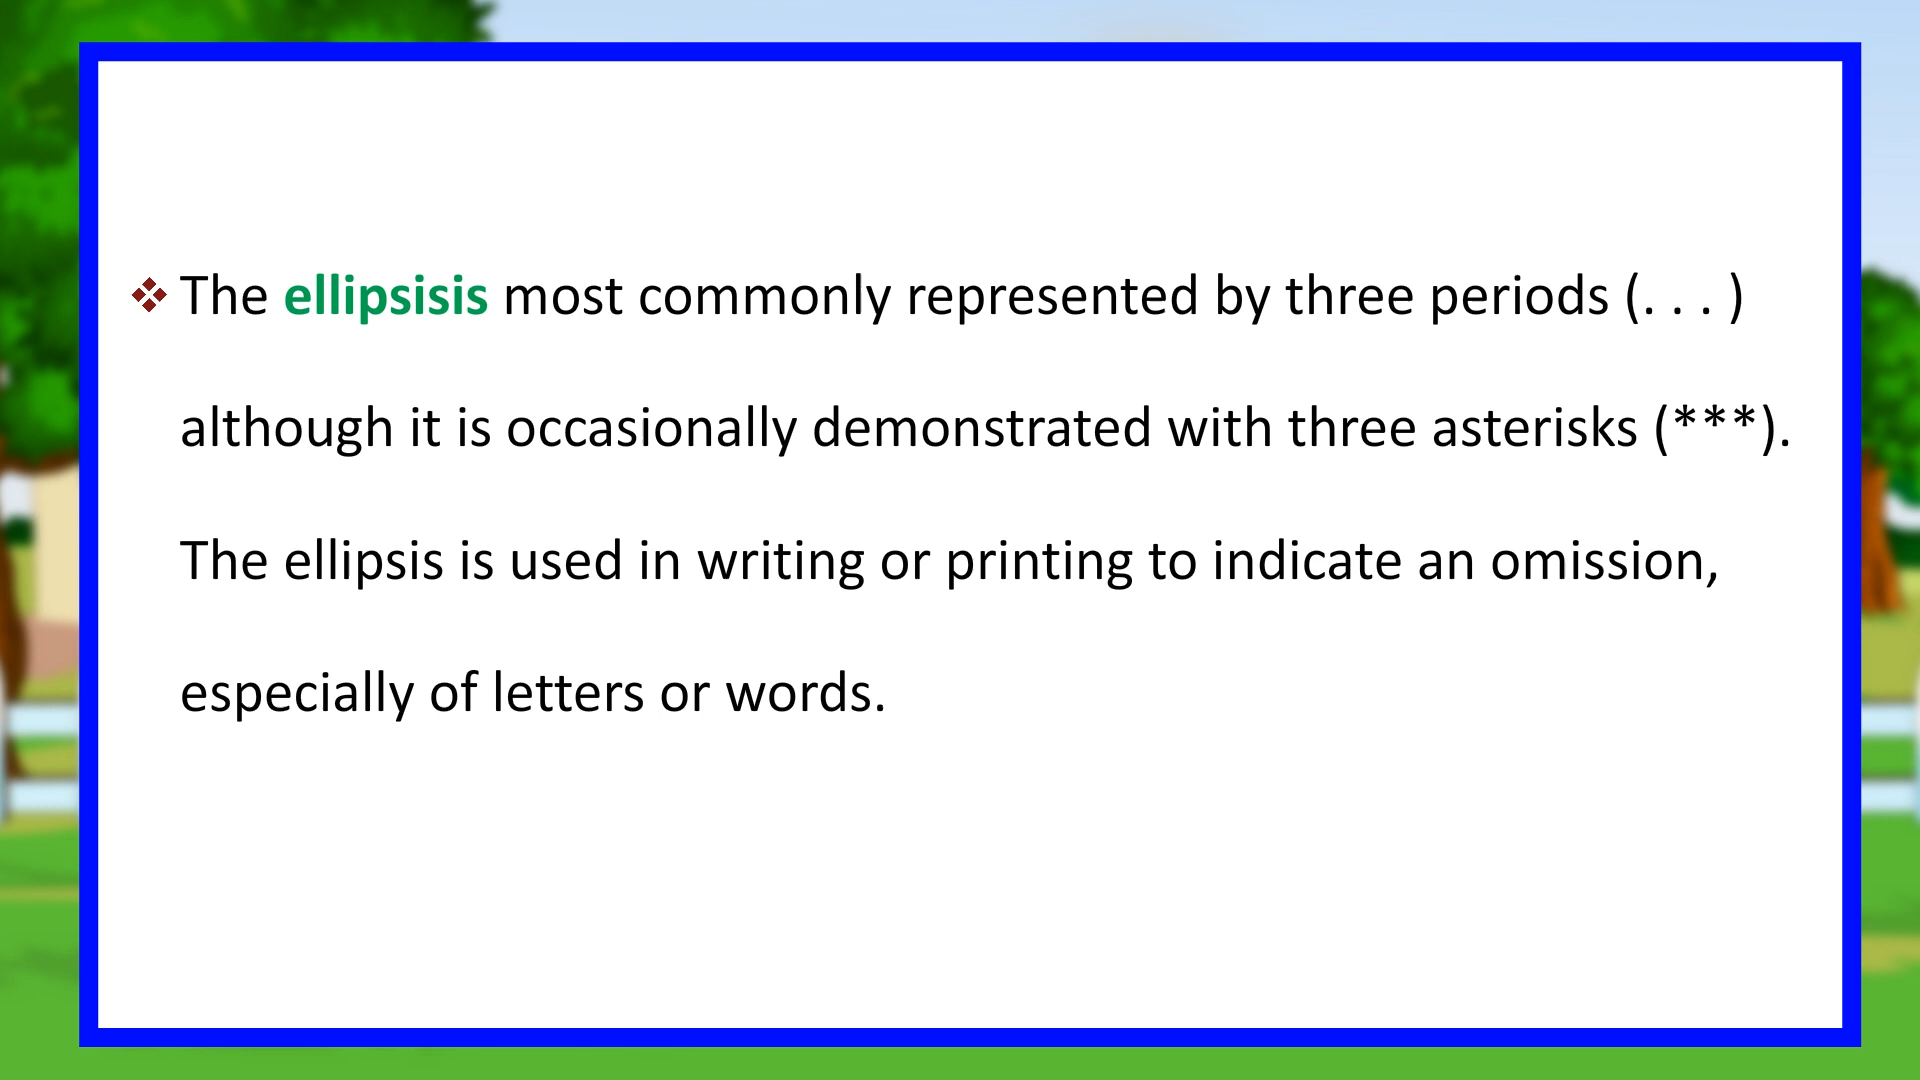 ❖ The ellipsisis most commonly represented by three periods (. . . )
although it is occasionally demonstrated with three asterisks (***).
The ellipsis is used in writing or printing to indicate an omission,
especially of letters or words.